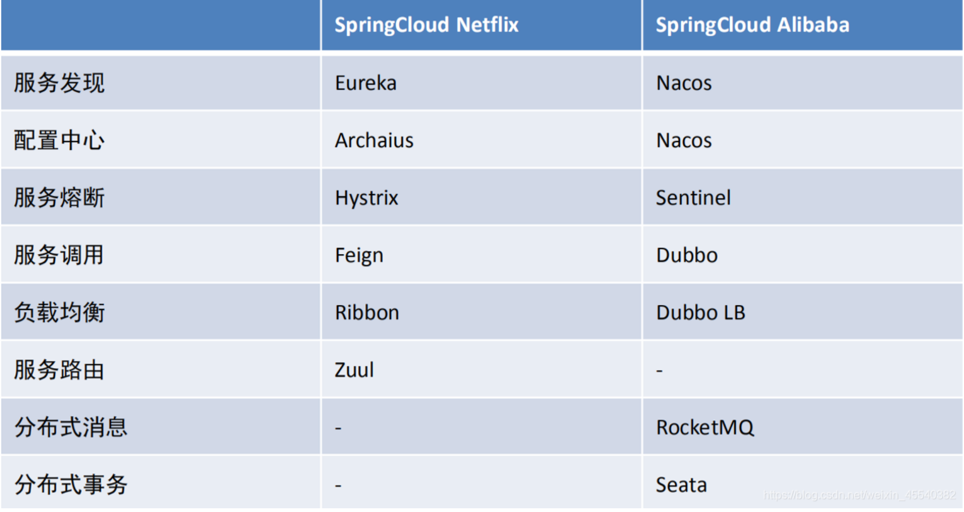 SpringCloud Netflix SpringCloud Alibaba
服务发现 Eureka Nacos
配置中心 Archaius Nacos
服务熔断 Hystrix Sentinel
服务调用 Feign Dubbo
负载均衡 Ribbon Dubbo LB
服务路由 Zuul -
分布式消息 - RocketMQ
分布式事务 - Seata
https://blog.csdn.net/weixin_45540382